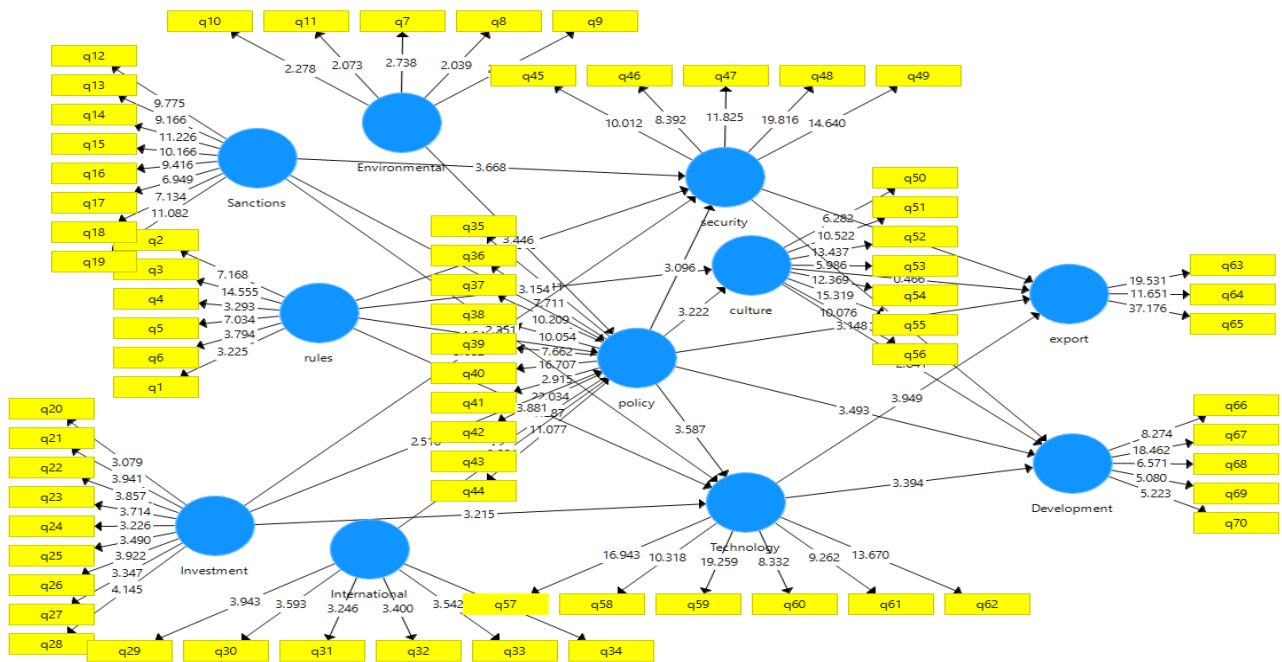 q10 q11 q7 q8 q9
2.278 2.073 2.738 2.039
q12
q13
q14
q15
q16
q17
q18
q19
9.775
9.166
11.226
10.166
9.416
6.949
7.134
11.082
Sanctions
Environmental
3.668
q45 q46 q47 q48 q49
10.012 8.392 11.825 19.816 14.640
security
q2
q3
q4
q5
q6
q1
7.168
14.555
3.293
7.034
3.794
3.225
rules
q35
q36
q37
q38
q39
q40
q41
q42
q43
q44
3.446
3.154
7.711
10.209
10.054
2.351
7.662
16.707
2.915
22.034
3.881
11.077
policy
3.096
3.222
culture
q50
q51
q52
q53
q54
q55
q56
6.282
10.522
13.437
5.986
12.369
15.319
10.076
0.466
3.148
3.949
3.493
3.587
3.394
3.215
export
19.531
11.651
37.176
q63
q64
q65
Development
8.274
18.462
6.571
5.080
5.223
q66
q67
q68
q69
q70
q20
q21
q22
q23
q24
q25
q26
q27
q28
3.079
3.941
3.857
3.714
3.226
3.490
3.922
3.347
4.145
Investment
International
3.943 3.593 3.246 3.400 3.542
q29 q30 q31 q32 q33 q34
Technology
16.943 10.318 19.259 8.332 9.262 13.670
q57 q58 q59 q60 q61 q62